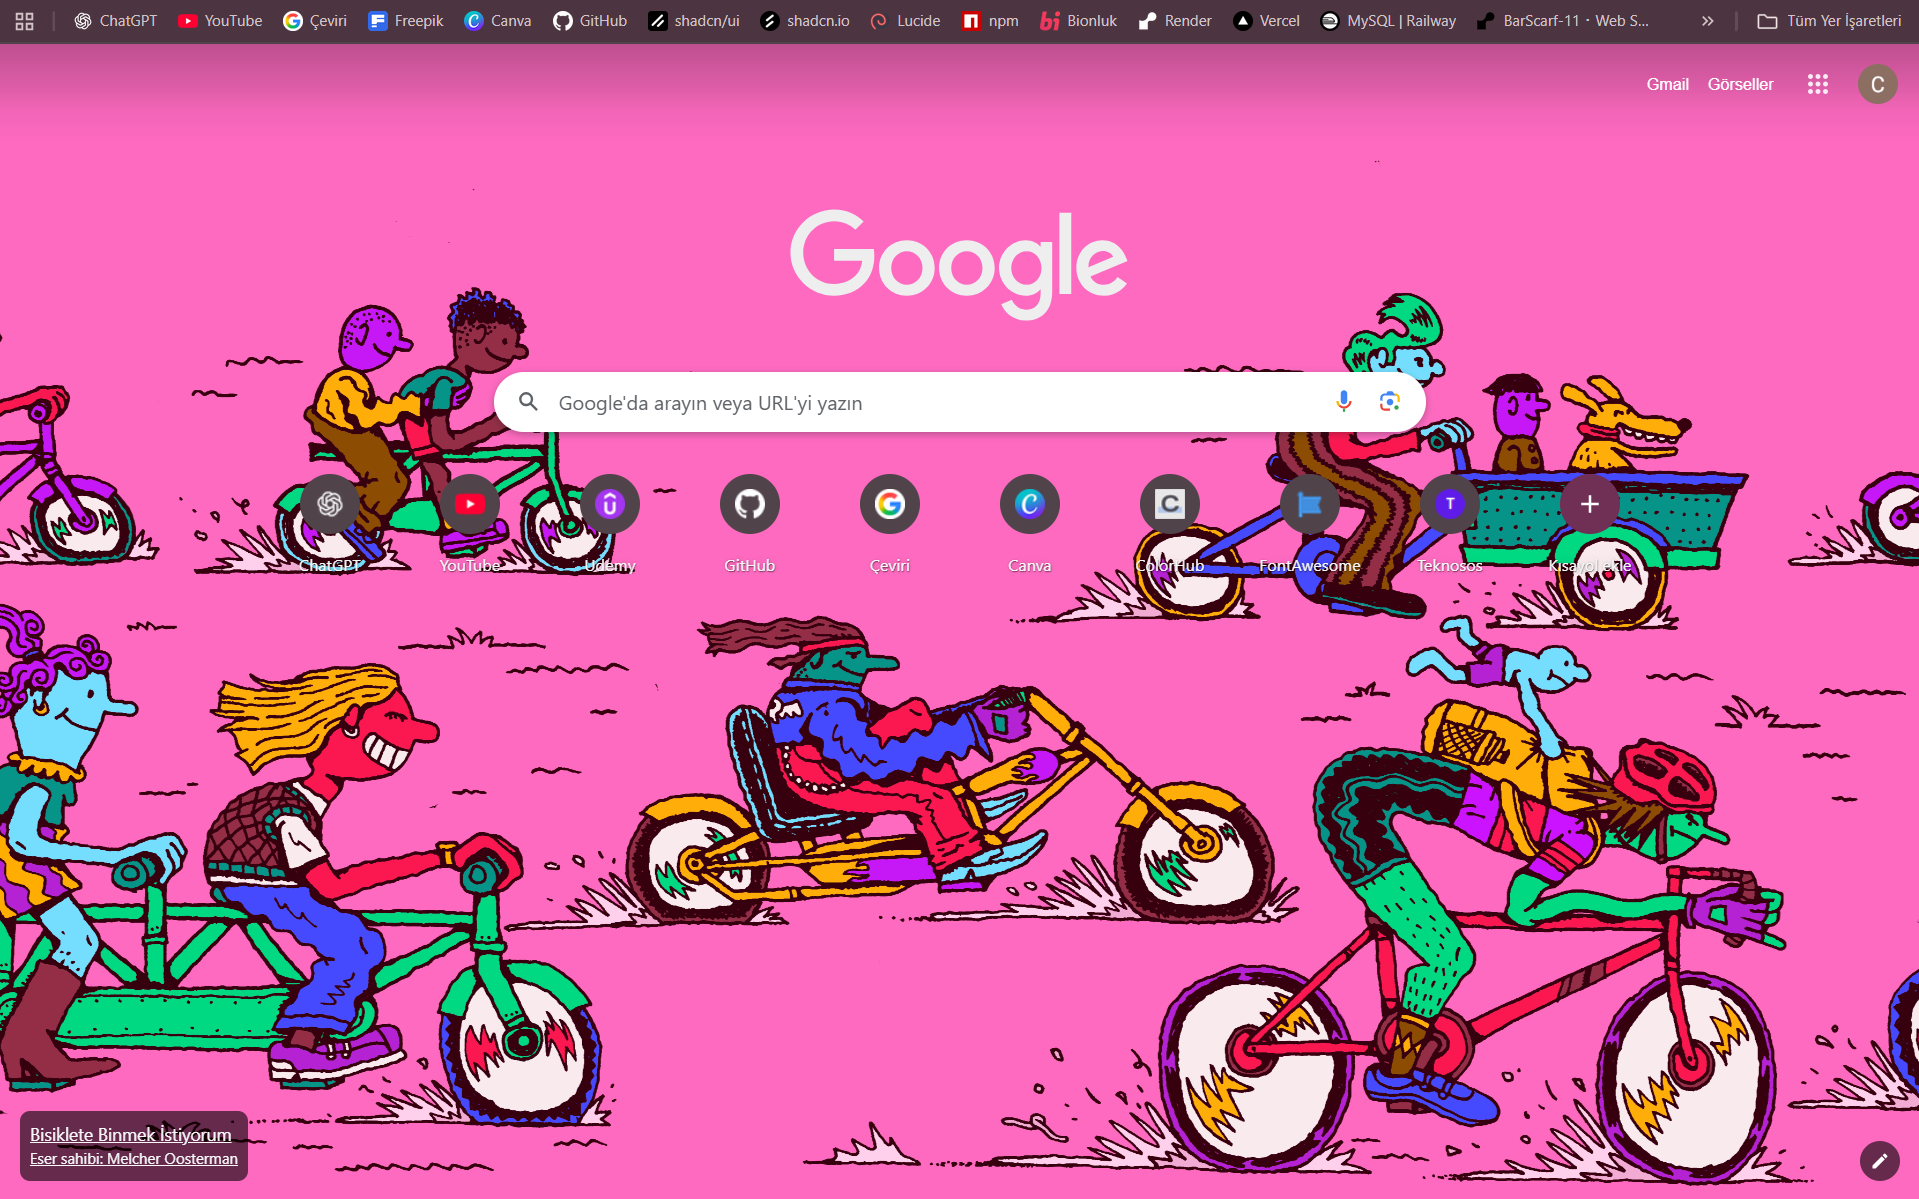 ChatGPT YouTube Çeviri Freepik Canva GitHub shadcn/ui shadcn.io Lucide npm Bionluk Render Vercel MySQL | Railway BarScarf-11 · Web S... » Tüm Yer İşaretleri
Gmail Görseller C
Google
Google'da arayın veya URL'yi yazın
ChatGPT YouTube Udemy GitHub Çeviri Canva ColorHub FontAwesome Teknosos Kısayol ekle
Bisiklete Binmek İstiyorum
Eser sahibi: Melcher Oosterman